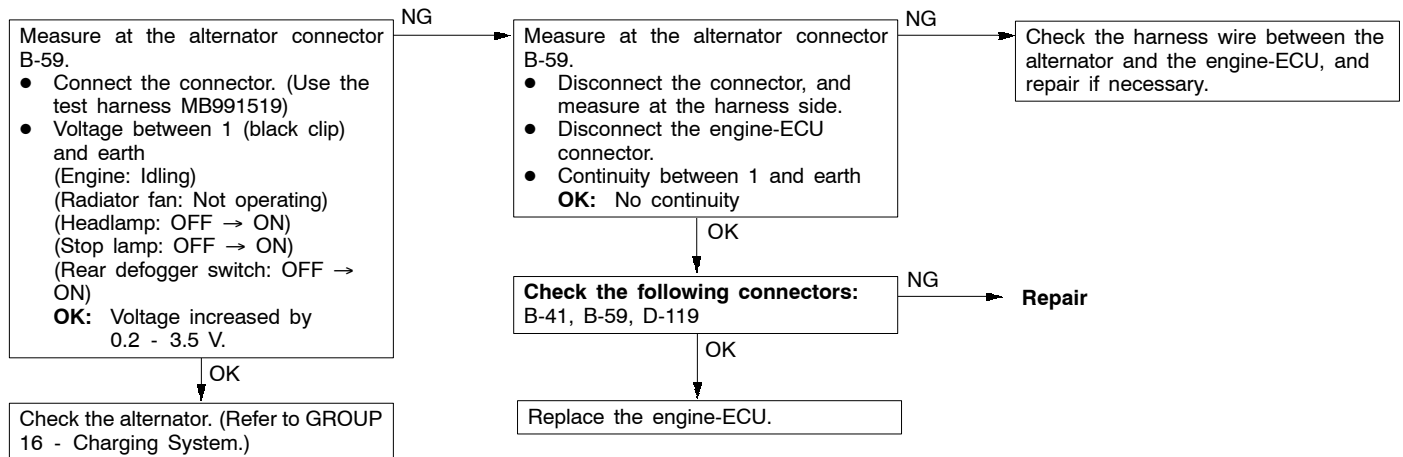 Measure at the alternator connector
B-59.
● Connect the connector. (Use the
test harness MB991519)
● Voltage between 1 (black clip)
and earth
(Engine: Idling)
(Radiator fan: Not operating)
(Headlamp: OFF → ON)
(Stop lamp: OFF → ON)
(Rear defogger switch: OFF →
ON)
OK: Voltage increased by
0.2 - 3.5 V.
OK
Check the alternator. (Refer to GROUP
16 - Charging System.)
NG
Measure at the alternator connector
B-59.
● Disconnect the connector, and
measure at the harness side.
● Disconnect the engine-ECU
connector.
● Continuity between 1 and earth
OK: No continuity
NG
Check the harness wire between the
alternator and the engine-ECU, and
repair if necessary.
OK
Check the following connectors:
B-41, B-59, D-119
NG
Repair
OK
Replace the engine-ECU.